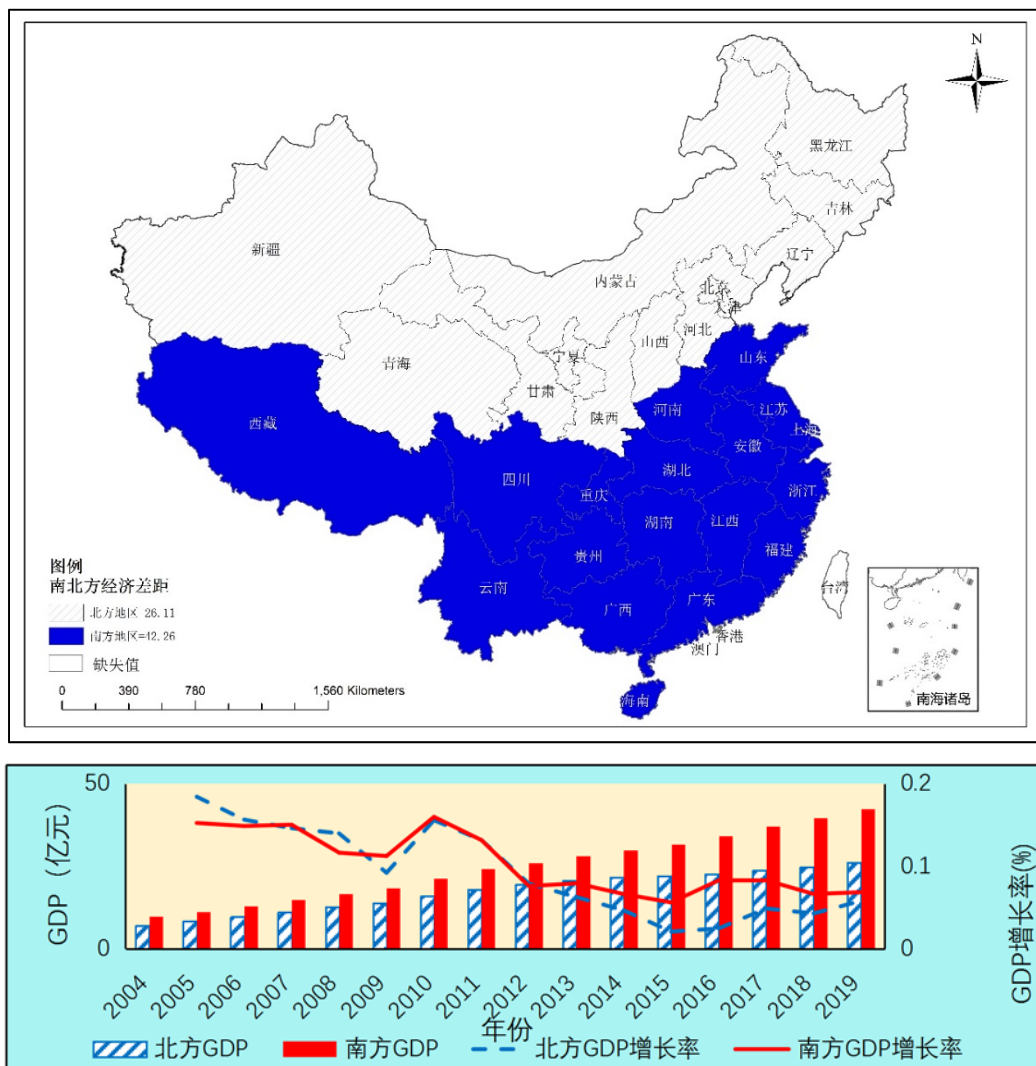 N
黑龙江
吉林
辽宁
新疆
内蒙古
北京
天津
河北
山西
宁夏
青海
甘肃
陕西
山东
河南
江苏
西藏
安徽
上海
四川
湖北
重庆
浙江
湖南
江西
贵州
福建
云南
广西
广东
台湾
香港
澳门
海南
南海诸岛
图例
南北方经济差距
北方地区 26.11
南方地区=42.26
缺失值
0 390 780 1,560 Kilometers
50
0
GDP（亿元）
0.2
0.1
0
GDP增长率(%)
2004 2005 2006 2007 2008 2009 2010 2011 2012 2013 2014 2015 2016 2017 2018 2019
年份
北方GDP 南方GDP 北方GDP增长率 南方GDP增长率